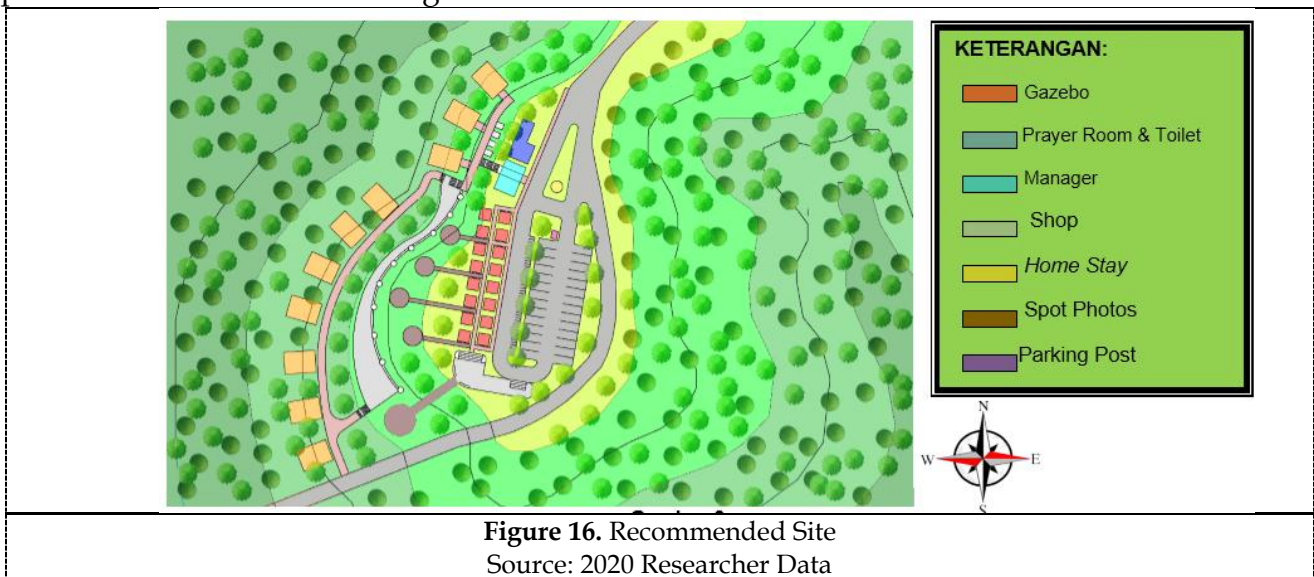 KETERANGAN:
Gazebo
Prayer Room & Toilet
Manager
Shop
Home Stay
Spot Photos
Parking Post
N
W
E
S
Figure 16. Recommended Site
Source: 2020 Researcher Data